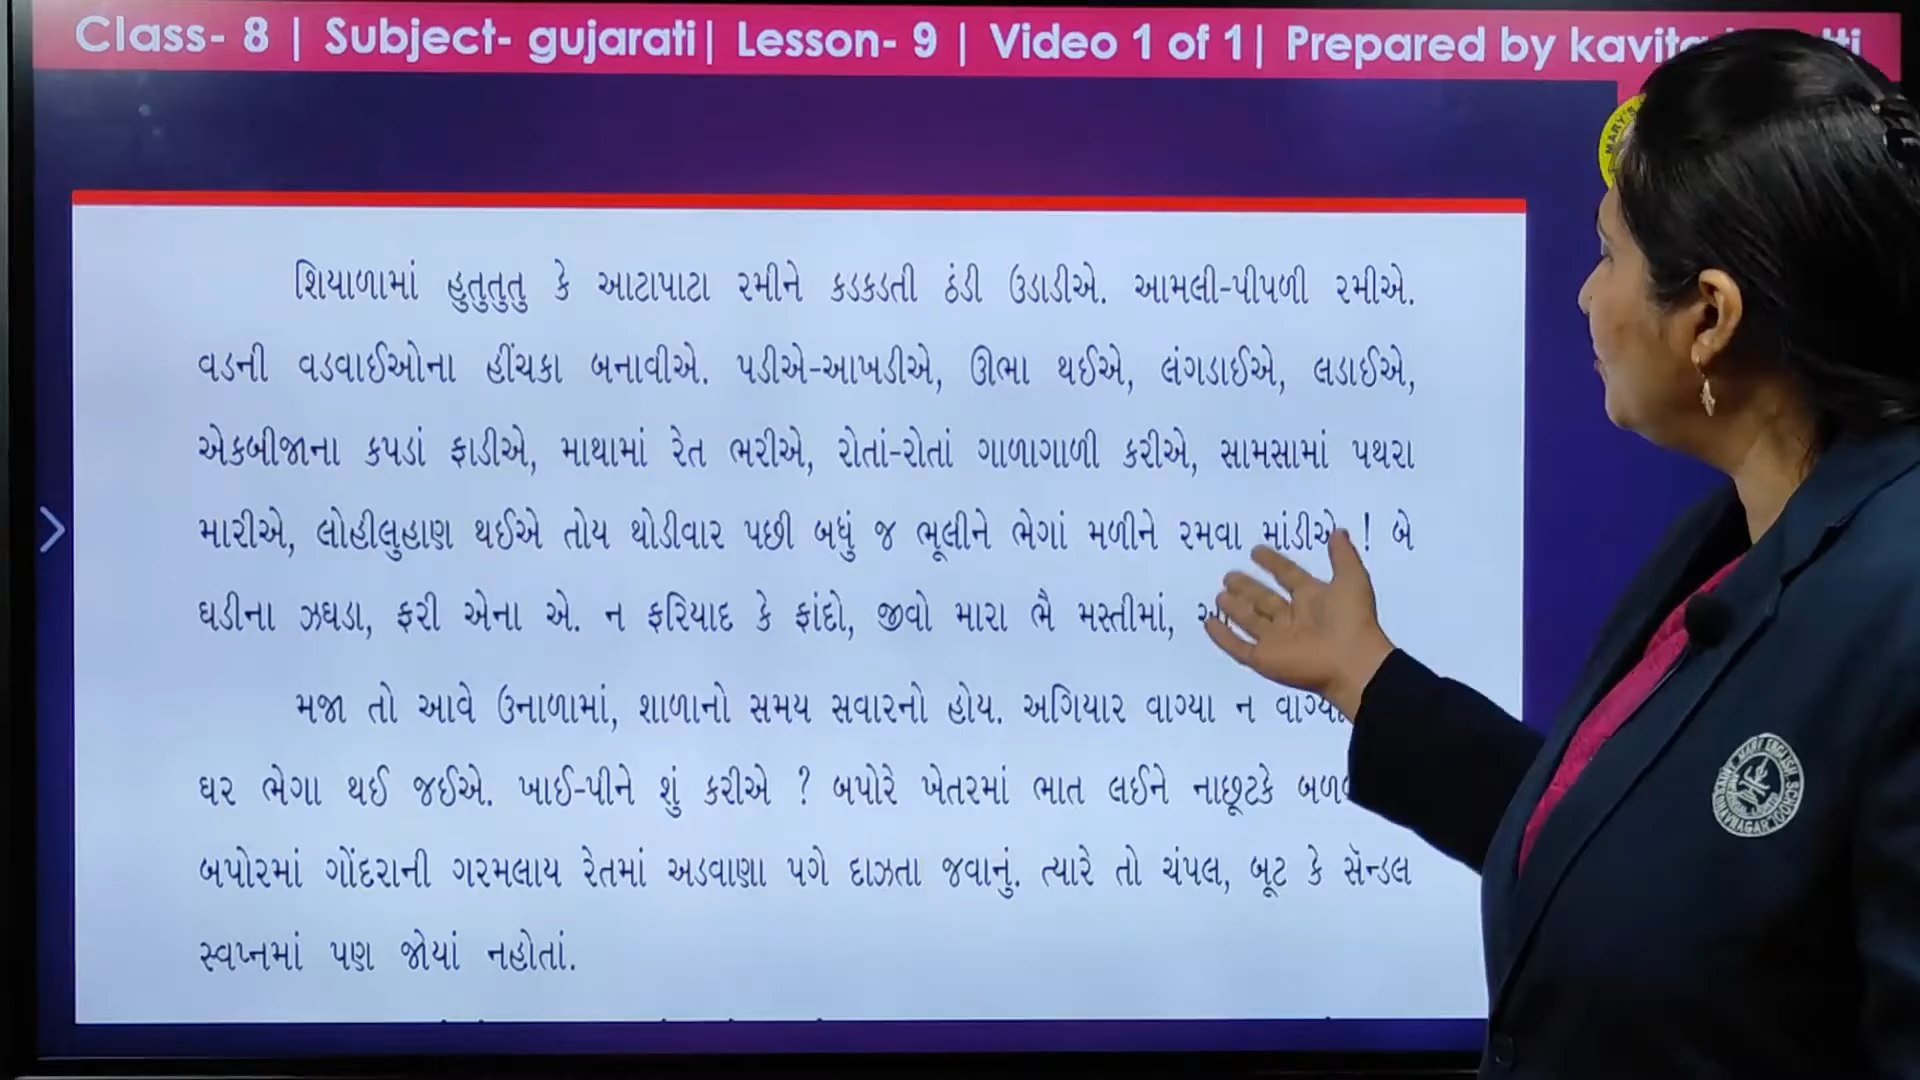 Class- 8 | Subject- gujarati| Lesson- 9 | Video 1 of 1| Prepared by
શિયાળામાં હુતુતુતુ કે આટાપાટા રમીને કડકડતી ઠંડી ઉડાડીએ. આમલી-પીપળી રમીએ.
વડની વડવાઈઓના હીંચકા બનાવીએ. પડીએ-આખડીએ, ઊભા થઈએ, લંગડાઈએ, લડાઈએ,
એકબીજાના કપડાં ફાડીએ, માથામાં રેત ભરીએ, રોતાં-રોતાં ગાળાગાળી કરીએ, સામસામાં પથરા
મારીએ, લોહીલુહાણ થઈએ તોય થોડીવાર પછી બધું જ ભૂલીને ભેગાં મળીને રમવા માંડીએ ! બે
ઘડીના ઝઘડા, ફરી એના એ. ન ફરિયાદ કે ફાંદો, જીવો મારા ભૈ મસ્તીમાં,
મજા તો આવે ઉનાળામાં, શાળાનો સમય સવારનો હોય. અગિયાર વાગ્યા ન
ઘર ભેગા થઈ જઈએ. ખાઈ-પીને શું કરીએ ? બપોરે ખેતરમાં ભાત લઈને નાછૂટકે
બપોરમાં ગોંદરાની ગરમલાય રેતમાં અડવાણા પગે દાઝતા જવાનું. ત્યારે તો ચંપલ, બૂટ કે સૅન્ડલ
સ્વપ્નમાં પણ જોયાં નહોતાં.